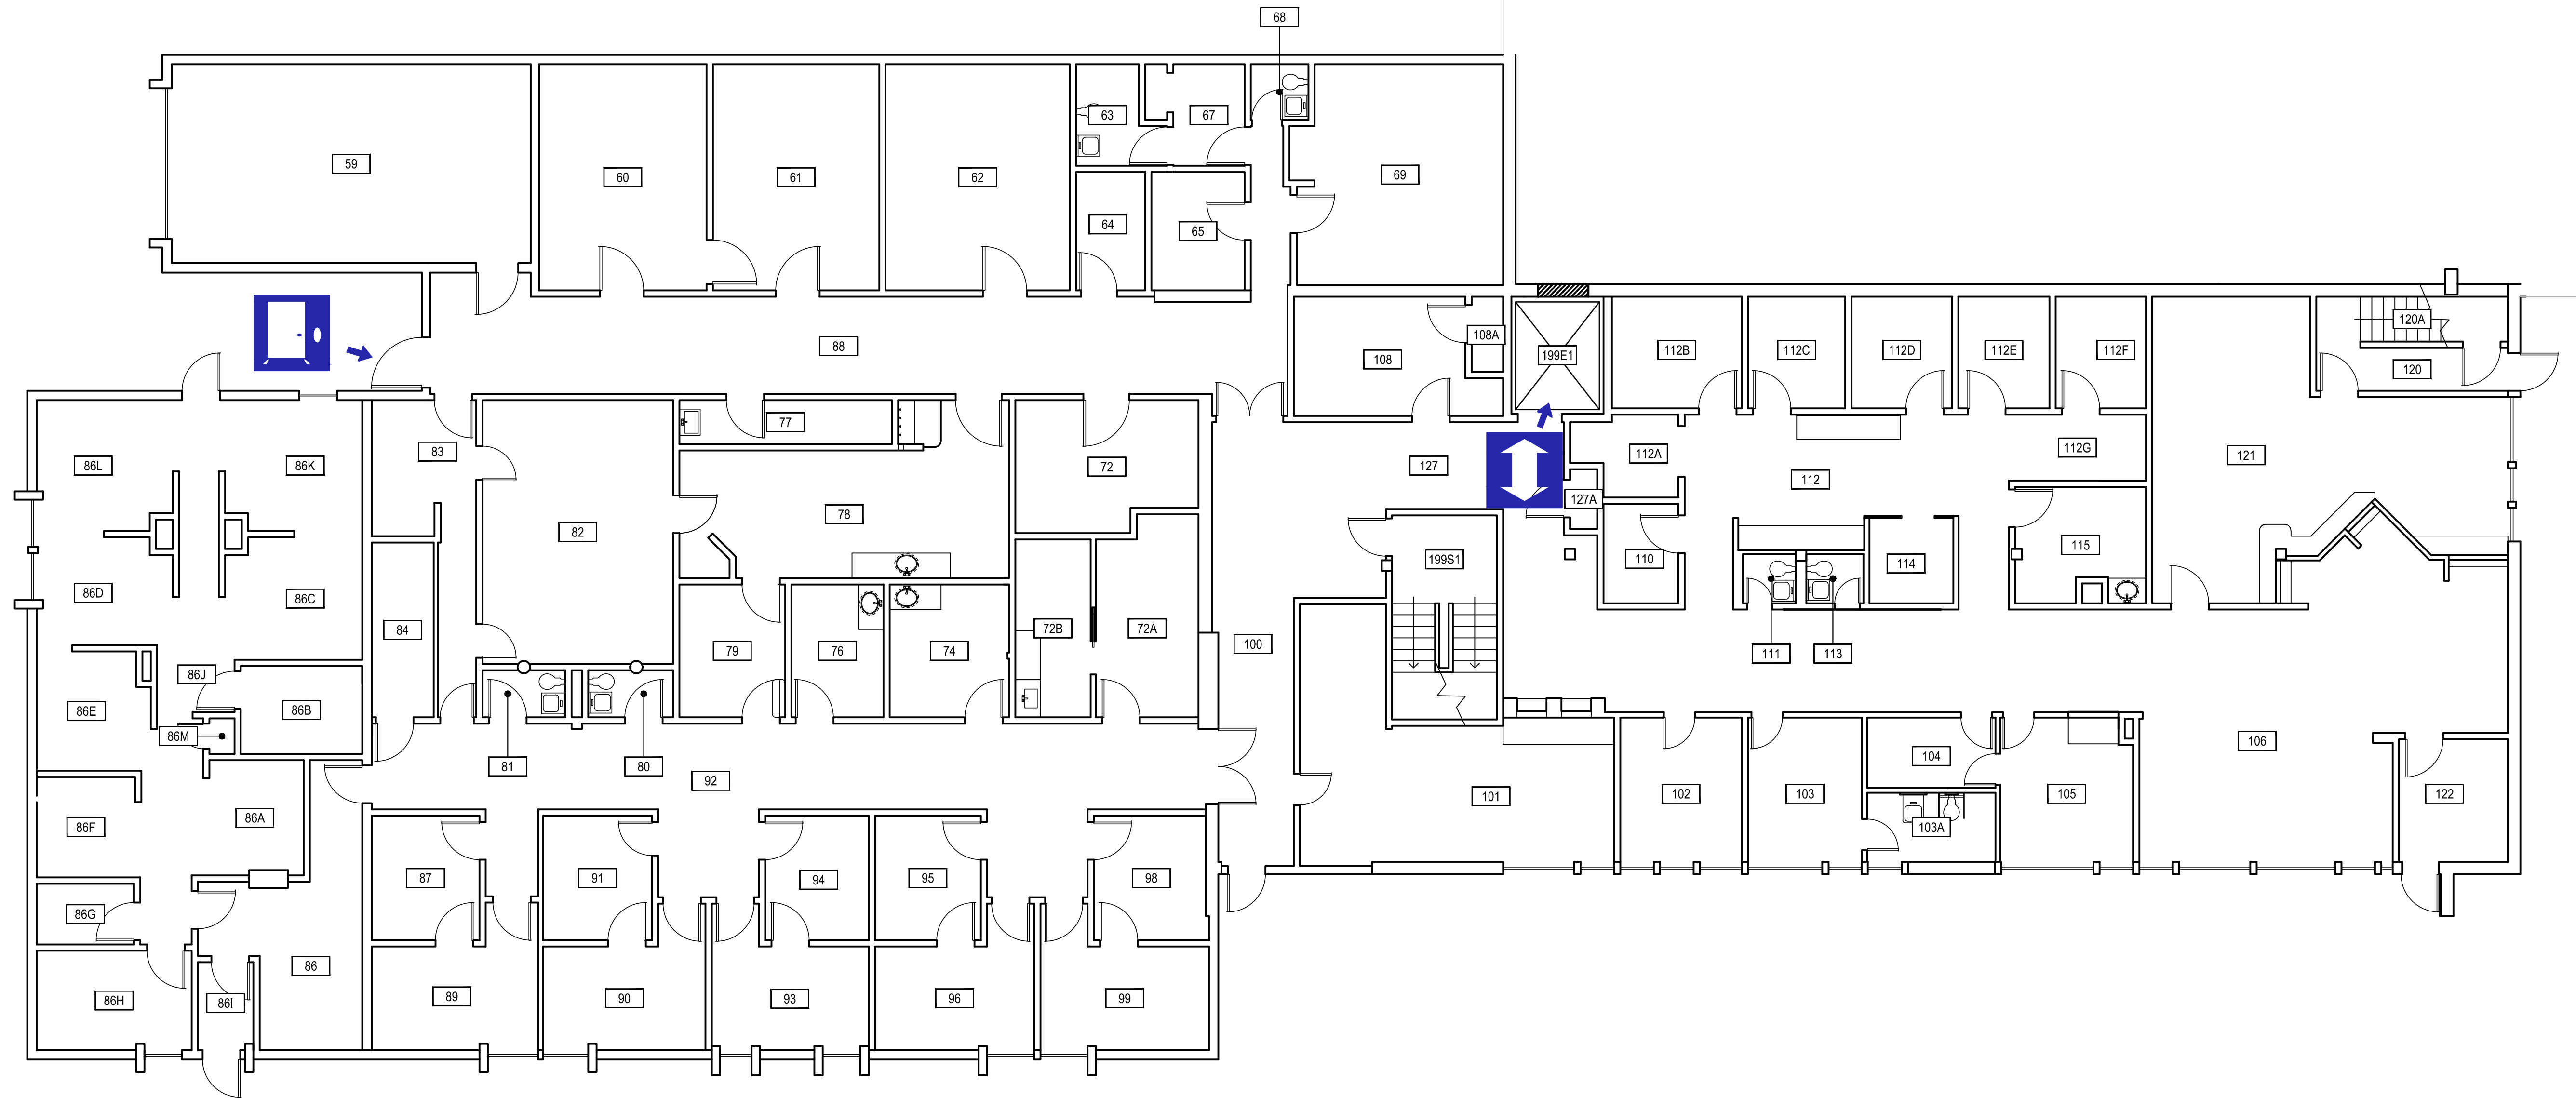 68
63
67
59
60
61
62
69
64
65
88
108A
108
199E1
112B
112C
112D
112E
112F
120A
120
77
83
86L
86K
72
127
112A
112G
121
112
127A
78
82
199S1
110
115
114
86D
86C
84
72B
72A
79
76
74
100
111
113
86J
86E
86B
86M
81
80
92
106
104
101
102
103
105
122
86A
86F
103A
87
91
94
95
98
86G
86
86H
86I
89
90
93
96
99